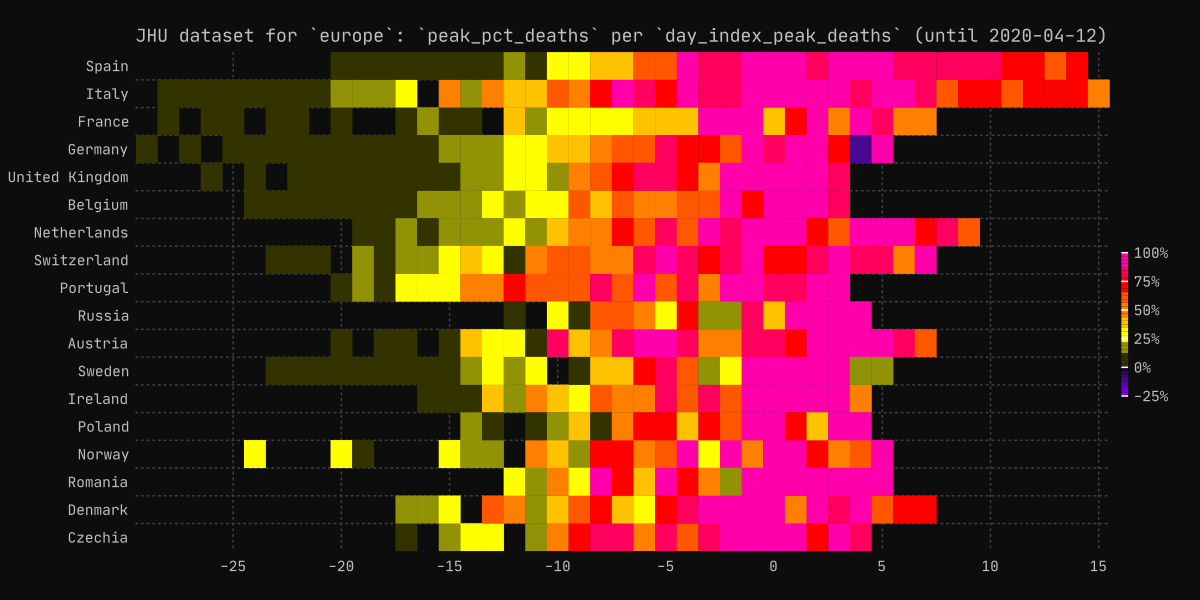 JHU dataset for `europe`: `peak_pct_deaths` per `day_index_peak_deaths` (until 2020-04-12)
Spain
Italy
France
Germany
United Kingdom
Belgium
Netherlands
Switzerland
Portugal
Russia
Austria
Sweden
Ireland
Poland
Norway
Romania
Denmark
Czechia
100%
75%
50%
25%
0%
−25%
−25 −20 −15 −10 −5 0 5 10 15